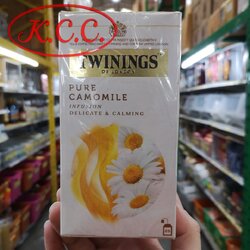 K.C.C.
TWININGS
OF LONDON
PURE
CAMOMILE
INFUSION
DELICATE & CALMING